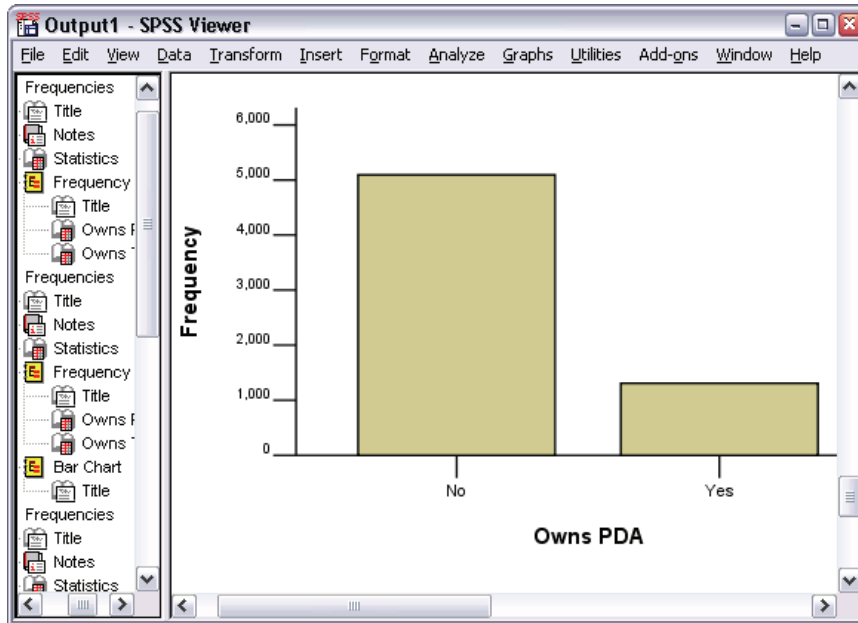 Output1 - SPSS Viewer
File Edit View Data Transform Insert Format Analyze Graphs Utilities Add-ons Window Help
Frequencies
Title
Notes
Statistics
Frequency
Title
Owns
Owns
Frequencies
Title
Notes
Statistics
Frequency
Title
Owns
Owns
Bar Chart
Title
Frequencies
Title
Notes
Statistics
Frequency
6,000
5,000
4,000
3,000
2,000
1,000
0
No Yes
Owns PDA